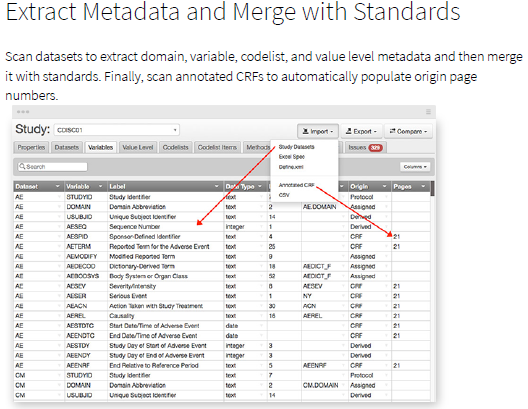 Extract Metadata and Merge with Standards
Scan datasets to extract domain, variable, codelist, and value level metadata and then merge
it with standards. Finally, scan annotated CRFs to automatically populate origin page
numbers.
Study: CDISC01 Import Export Compare
Properties Datasets Variables Value Level Codelists Codelist Items Methods Issues 329
Study Datasets
Excel Spec
Define.xml
Annotated CRF
CSV
Search Columns
Dataset Variable Label Data Type Origin Pages
AE STUDYID Study Identifier text Protocol
AE DOMAIN Domain Abbreviation text 2 AE.DOMAIN Assigned
AE USUBJID Unique Subject Identifier text 14 Derived
AE AESEQ Sequence Number integer 1 Derived
AE AESPID Sponsor-Defined Identifier text 4 CRF 21
AE AETERM Reported Term for the Adverse Event text 25 CRF 21
AE AEMODIFY Modified Reported Term text 9 Assigned
AE AEDECOD Dictionary-Derived Term text 18 AEDICT_F Assigned
AE AEBODSYS Body System or Organ Class text 52 AEDICT_F Assigned
AE AESEV Severity/Intensity text 8 AESEV CRF 21
AE AESER Serious Event text 1 NY CRF 21
AE AEACN Action Taken with Study Treatment text 30 ACN CRF 21
AE AEREL Causality text 16 AEREL CRF 21
AE AESTDTC Start Date/Time of Adverse Event date CRF 21
AE AEENDTC End Date/Time of Adverse Event date CRF 21
AE AESTDY Study Day of Start of Adverse Event integer 3 Derived
AE AEENDY Study Day of End of Adverse Event integer 3 Derived
AE AEENRF End Relative to Reference Period text 5 AEENRF CRF 21
CM STUDYID Study Identifier text 7 Protocol
CM DOMAIN Domain Abbreviation text 2 CM.DOMAIN Assigned
CM USUBJID Unique Subject Identifier text 14 Derived